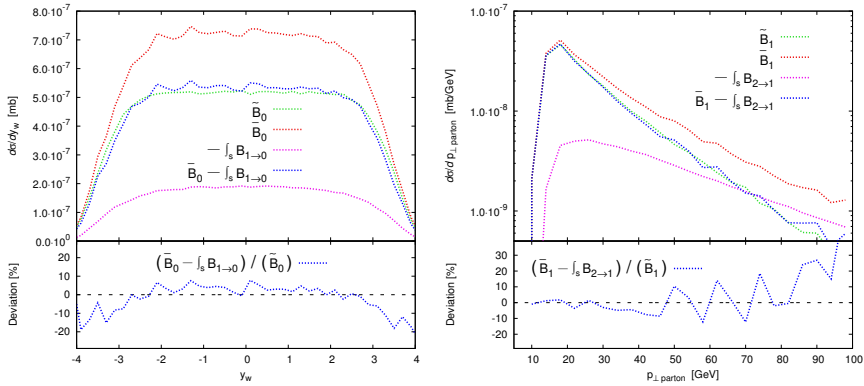 8.0·10⁻⁷
7.0·10⁻⁷
6.0·10⁻⁷
5.0·10⁻⁷
4.0·10⁻⁷
3.0·10⁻⁷
2.0·10⁻⁷
1.0·10⁻⁷
0.0·10⁰
dσ/dy_w [mb]
B̃₀
B̄₀
− ∫ₛ B₁→₀
B̄₀ − ∫ₛ B₁→₀
20
10
0
-10
-20
Deviation [%]
(B̄₀ − ∫ₛ B₁→₀) / (B̃₀)
-4 -3 -2 -1 0 1 2 3 4
y_w
1.0·10⁻⁷
1.0·10⁻⁸
1.0·10⁻⁹
dσ/d p⊥ parton [mb/GeV]
B̃₁
B̄₁
− ∫ₛ B₂→₁
B̄₁ − ∫ₛ B₂→₁
30
20
10
0
-10
-20
Deviation [%]
(B̄₁ − ∫ₛ B₂→₁) / (B̃₁)
10 20 30 40 50 60 70 80 90 100
p⊥ parton [GeV]